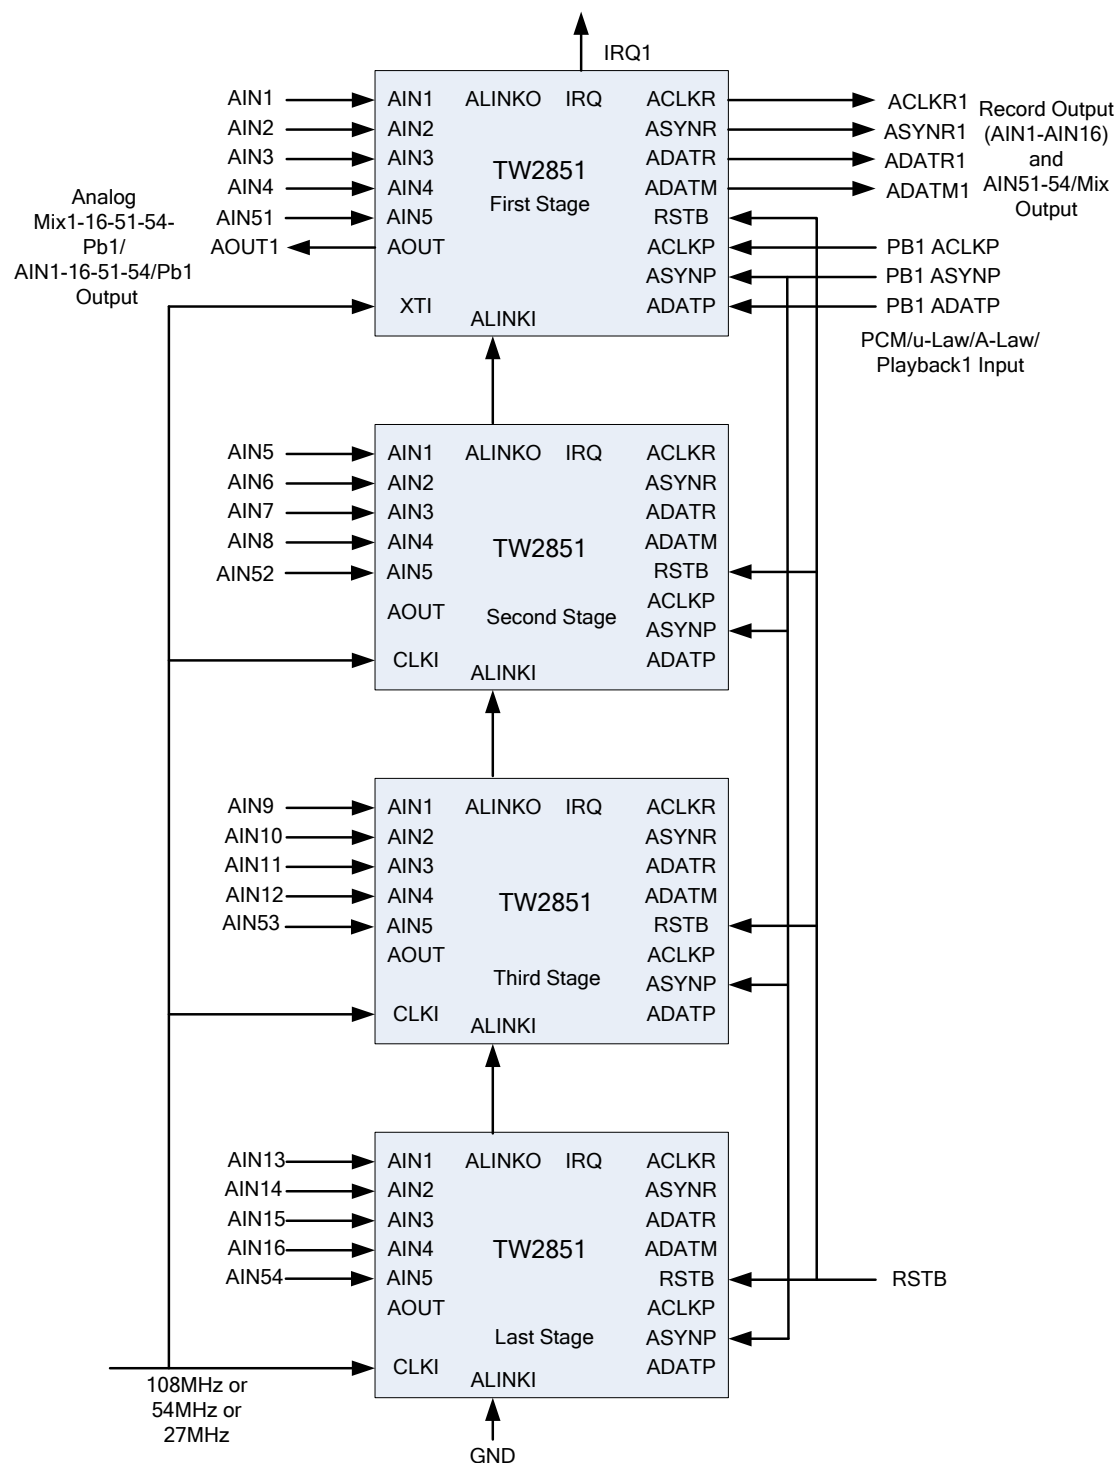 IRQ1
AIN1 AIN1 ALINKO IRQ ACLKR ACLKR1
AIN2 AIN2 ASYNR ASYNR1
AIN3 AIN3 ADATR ADATR1
AIN4 AIN4 ADATM ADATM1
AIN51 AIN5 RSTB
AOUT1 AOUT ACLKP PB1 ACLKP
ASYNP PB1 ASYNP
XTI ADATP PB1 ADATP
ALINKI
TW2851
First Stage
Record Output
(AIN1-AIN16)
and
AIN51-54/Mix
Output
Analog
Mix1-16-51-54-
Pb1/
AIN1-16-51-54/Pb1
Output
PCM/u-Law/A-Law/
Playback1 Input
AIN5 AIN1 ALINKO IRQ ACLKR
AIN6 AIN2 ASYNR
AIN7 AIN3 ADATR
AIN8 AIN4 ADATM
TW2851
AIN52 AIN5 RSTB
ACLKP
AOUT Second Stage ASYNP
CLKI ADATP
ALINKI
AIN9 AIN1 ALINKO IRQ ACLKR
AIN10 AIN2 ASYNR
AIN11 AIN3 ADATR
AIN12 AIN4 ADATM
TW2851
AIN53 AIN5 RSTB
AOUT ACLKP
Third Stage ASYNP
CLKI ADATP
ALINKI
AIN13 AIN1 ALINKO IRQ ACLKR
AIN14 AIN2 ASYNR
AIN15 AIN3 ADATR
AIN16 AIN4 TW2851 ADATM
AIN54 AIN5 RSTB RSTB
AOUT ACLKP
Last Stage ASYNP
CLKI ADATP
ALINKI
108MHz or
54MHz or
27MHz
GND